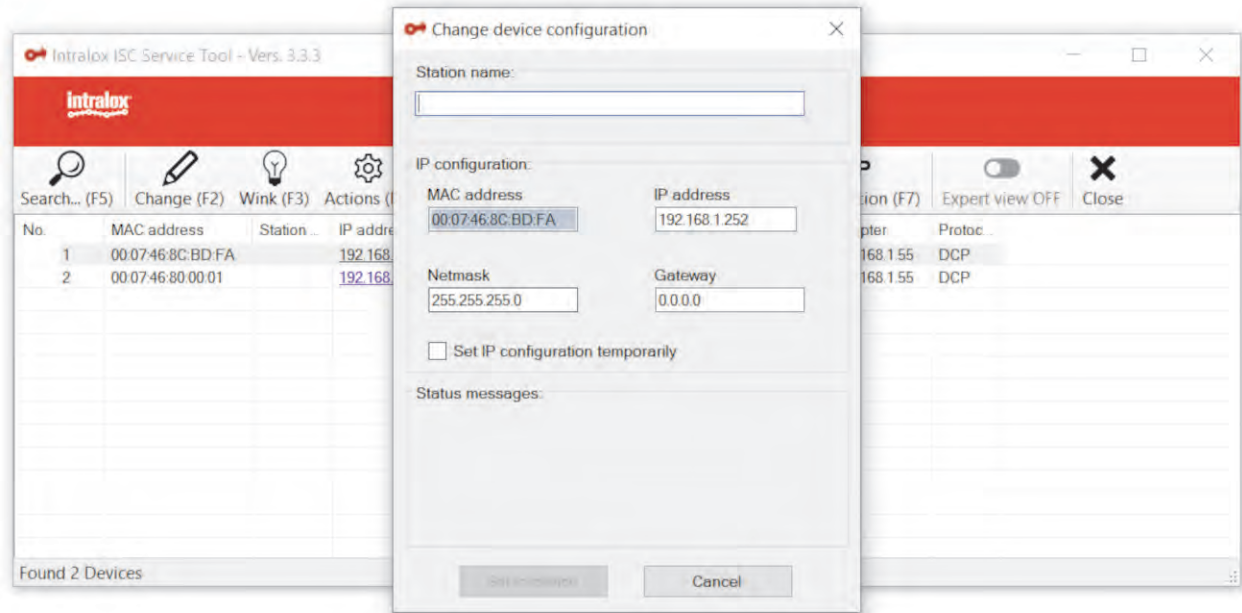 Change device configuration
Intralox ISC Service Tool - Vers. 3.3.3
Station name:
intralox
IP configuration:
MAC address IP address
00:07:46:8C:BD:FA 192.168.1.252
Netmask Gateway
255.255.255.0 0.0.0.0
Set IP configuration temporarily
Status messages:
Cancel
Search... (F5) Change (F2) Wink (F3) Actions ( ion (F7) Expert view OFF Close
No. MAC address Station ... IP addre pter Protoc...
1 00:07:46:8C:BD:FA 192.168. 168.1.55 DCP
2 00:07:46:80:00:01 192.168. 168.1.55 DCP
Found 2 Devices